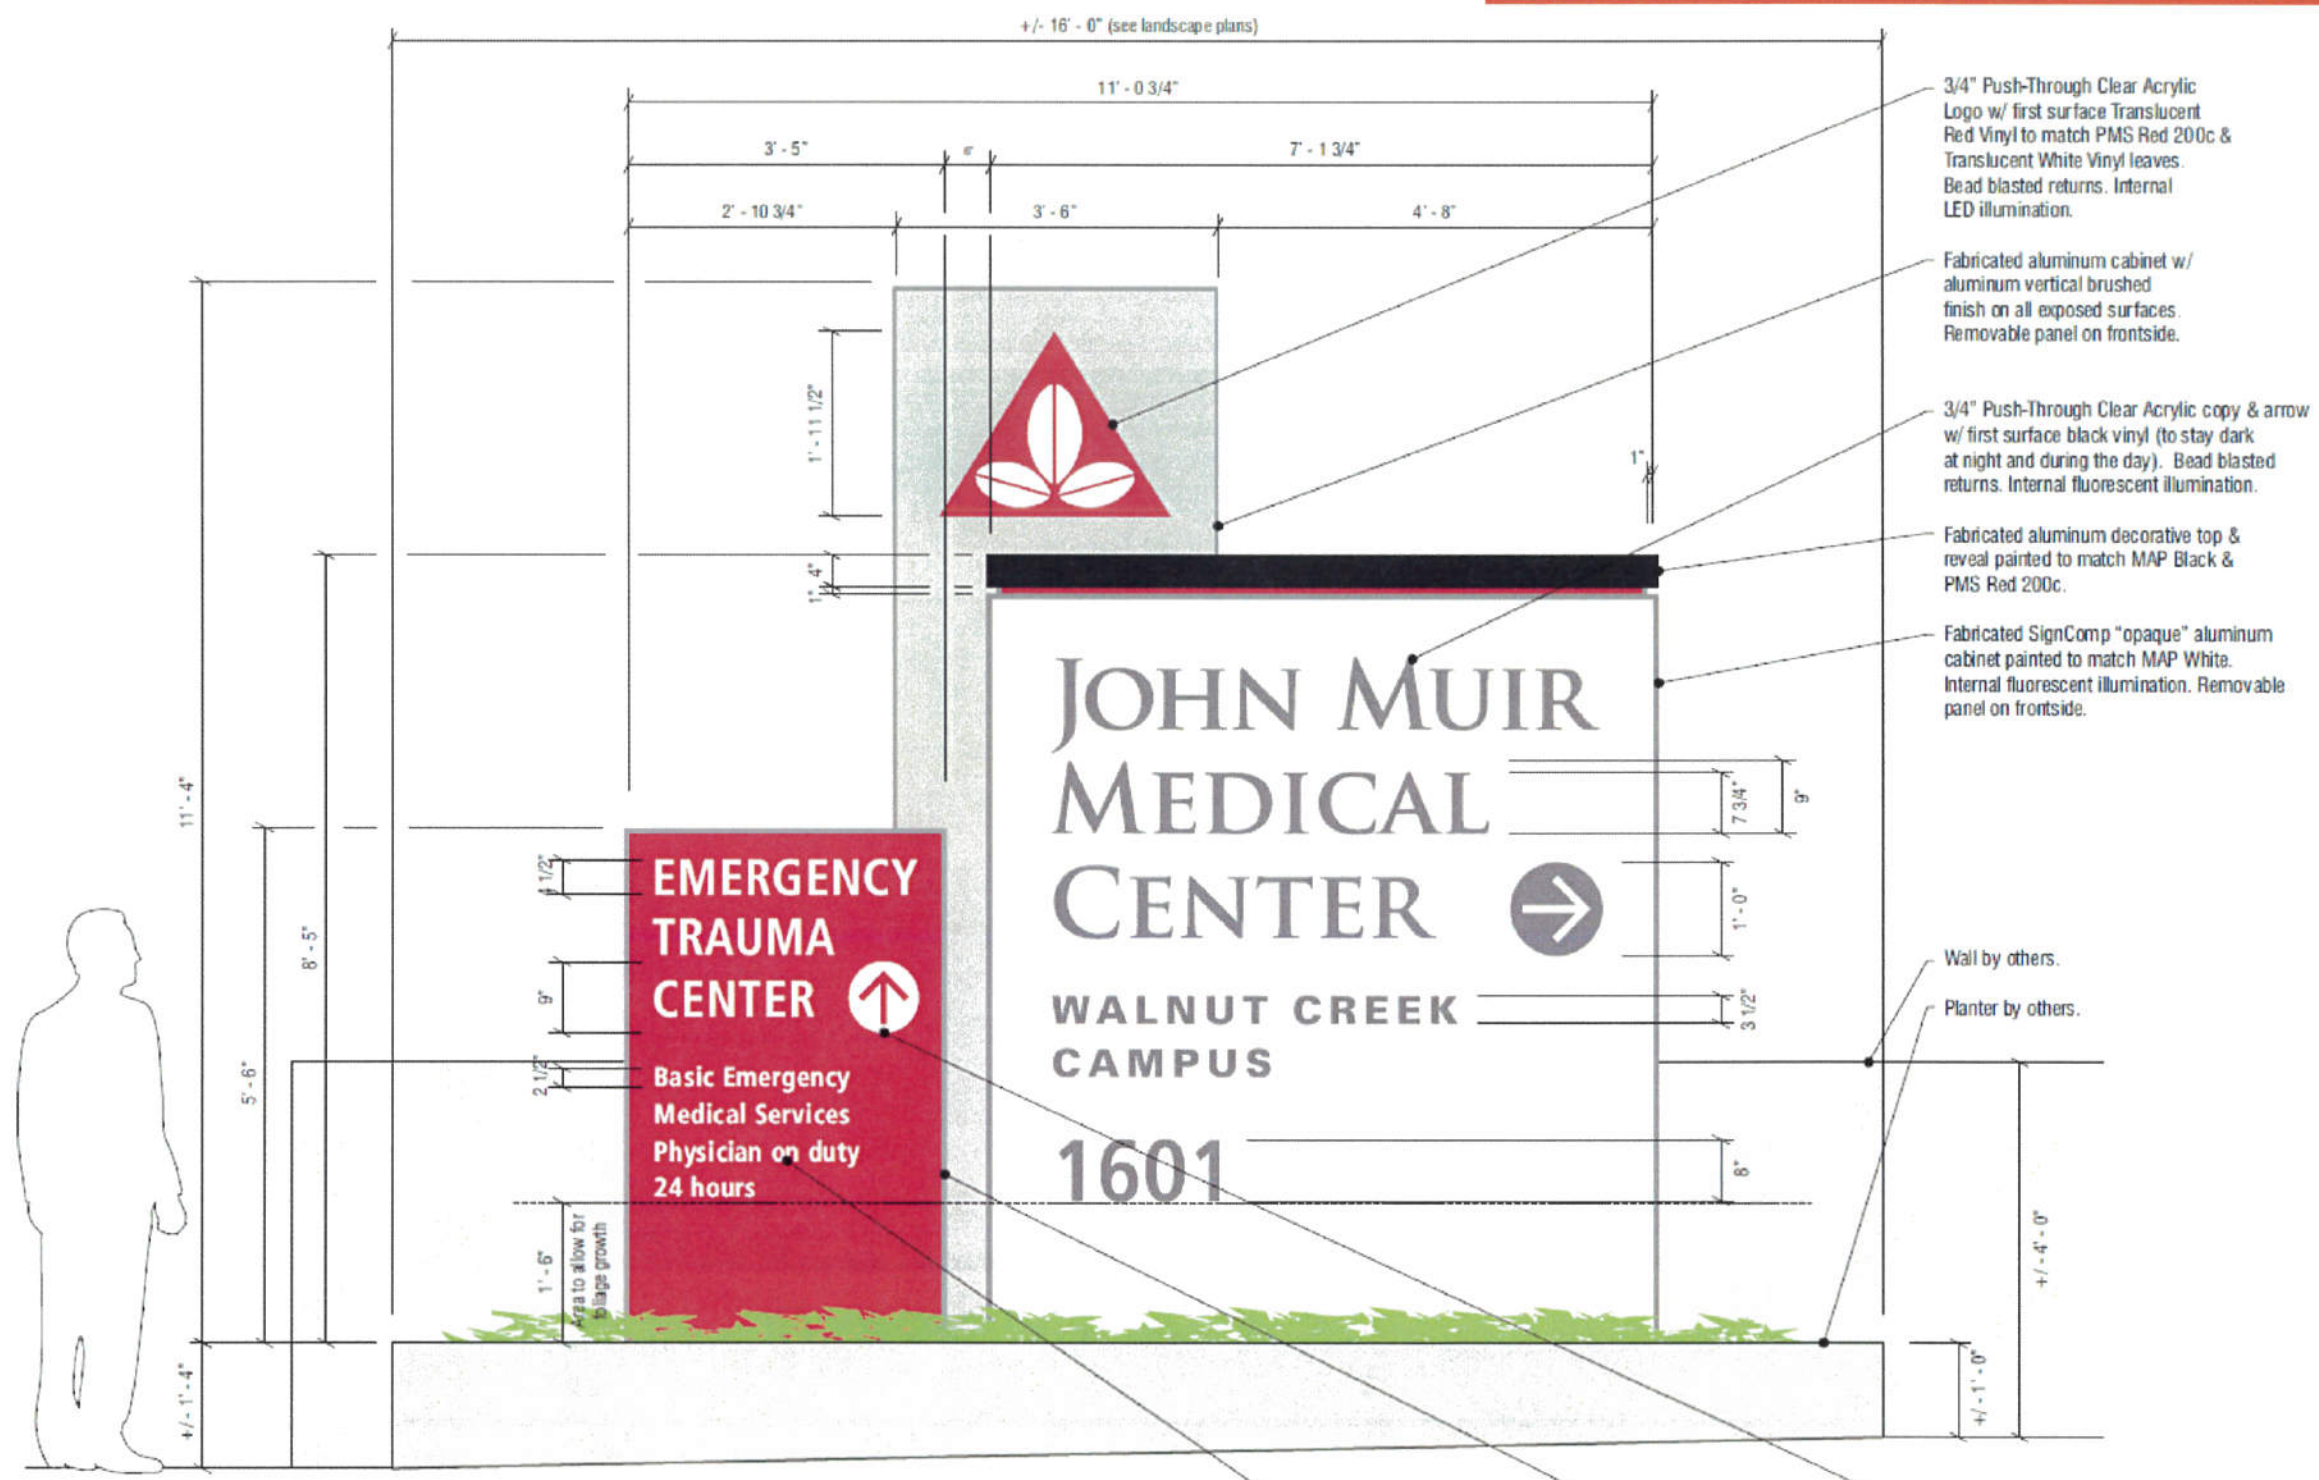 +/- 16' - 0" (see landscape plans)
11' - 0 3/4"
3' - 5"
6"
7' - 1 3/4"
2' - 10 3/4"
3' - 6"
4' - 8"
3/4" Push-Through Clear Acrylic
Logo w/ first surface Translucent
Red Vinyl to match PMS Red 200c &
Translucent White Vinyl leaves.
Bead blasted returns. Internal
LED illumination.
Fabricated aluminum cabinet w/
aluminum vertical brushed
finish on all exposed surfaces.
Removable panel on frontside.
3/4" Push-Through Clear Acrylic copy & arrow
w/ first surface black vinyl (to stay dark
at night and during the day). Bead blasted
returns. Internal fluorescent illumination.
Fabricated aluminum decorative top &
reveal painted to match MAP Black &
PMS Red 200c.
Fabricated SignComp "opaque" aluminum
cabinet painted to match MAP White.
Internal fluorescent illumination. Removable
panel on frontside.
Wall by others.
Planter by others.
1' - 11 1/2"
1"
4"
1"
11' - 4"
8' - 5"
5' - 6"
+/- 1' - 4"
4 1/2"
9"
2 1/2"
1' - 6"
Area to allow for
foliage growth
EMERGENCY
TRAUMA
CENTER
Basic Emergency
Medical Services
Physician on duty
24 hours
JOHN MUIR
MEDICAL
CENTER
WALNUT CREEK
CAMPUS
1601
7 3/4"
9"
1' - 0"
3 1/2"
8"
+/- 4' - 0"
+/- 1' - 0"